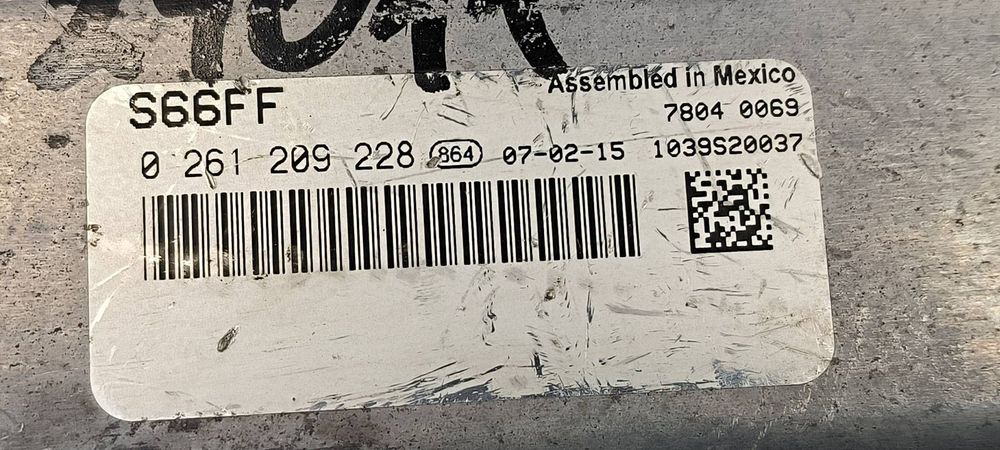 S66FF
Assembled in Mexico
7804 0069
0 261 209 228 864 07-02-15 1039S20037